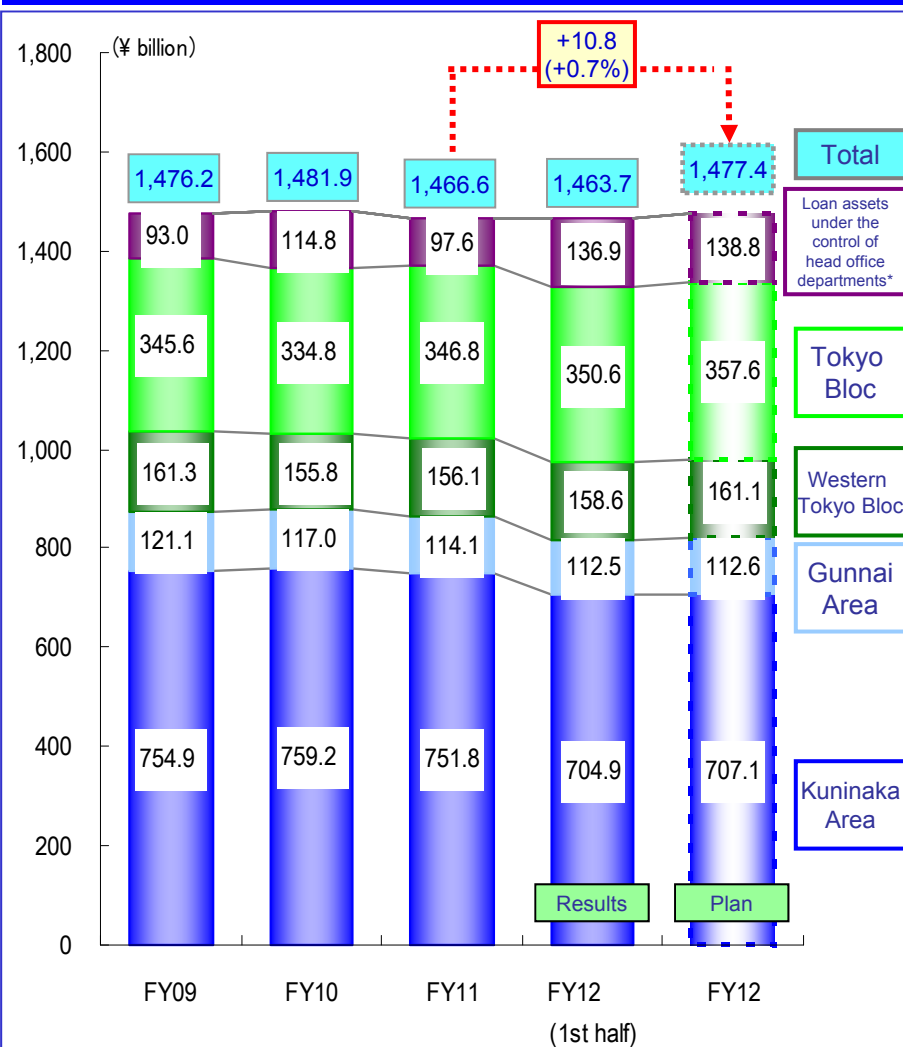 (¥ billion)
1,800
1,600
1,400
1,200
1,000
800
600
400
200
0
+10.8
(+0.7%)
1,476.2
1,481.9
1,466.6
1,463.7
1,477.4
Total
93.0
114.8
97.6
136.9
138.8
Loan assets
under the
control of
head office
departments*
345.6
334.8
346.8
350.6
357.6
Tokyo
Bloc
161.3
155.8
156.1
158.6
161.1
Western
Tokyo Bloc
121.1
117.0
114.1
112.5
112.6
Gunnai
Area
754.9
759.2
751.8
704.9
707.1
Kuninaka
Area
Results
Plan
FY09
FY10
FY11
FY12
(1st half)
FY12